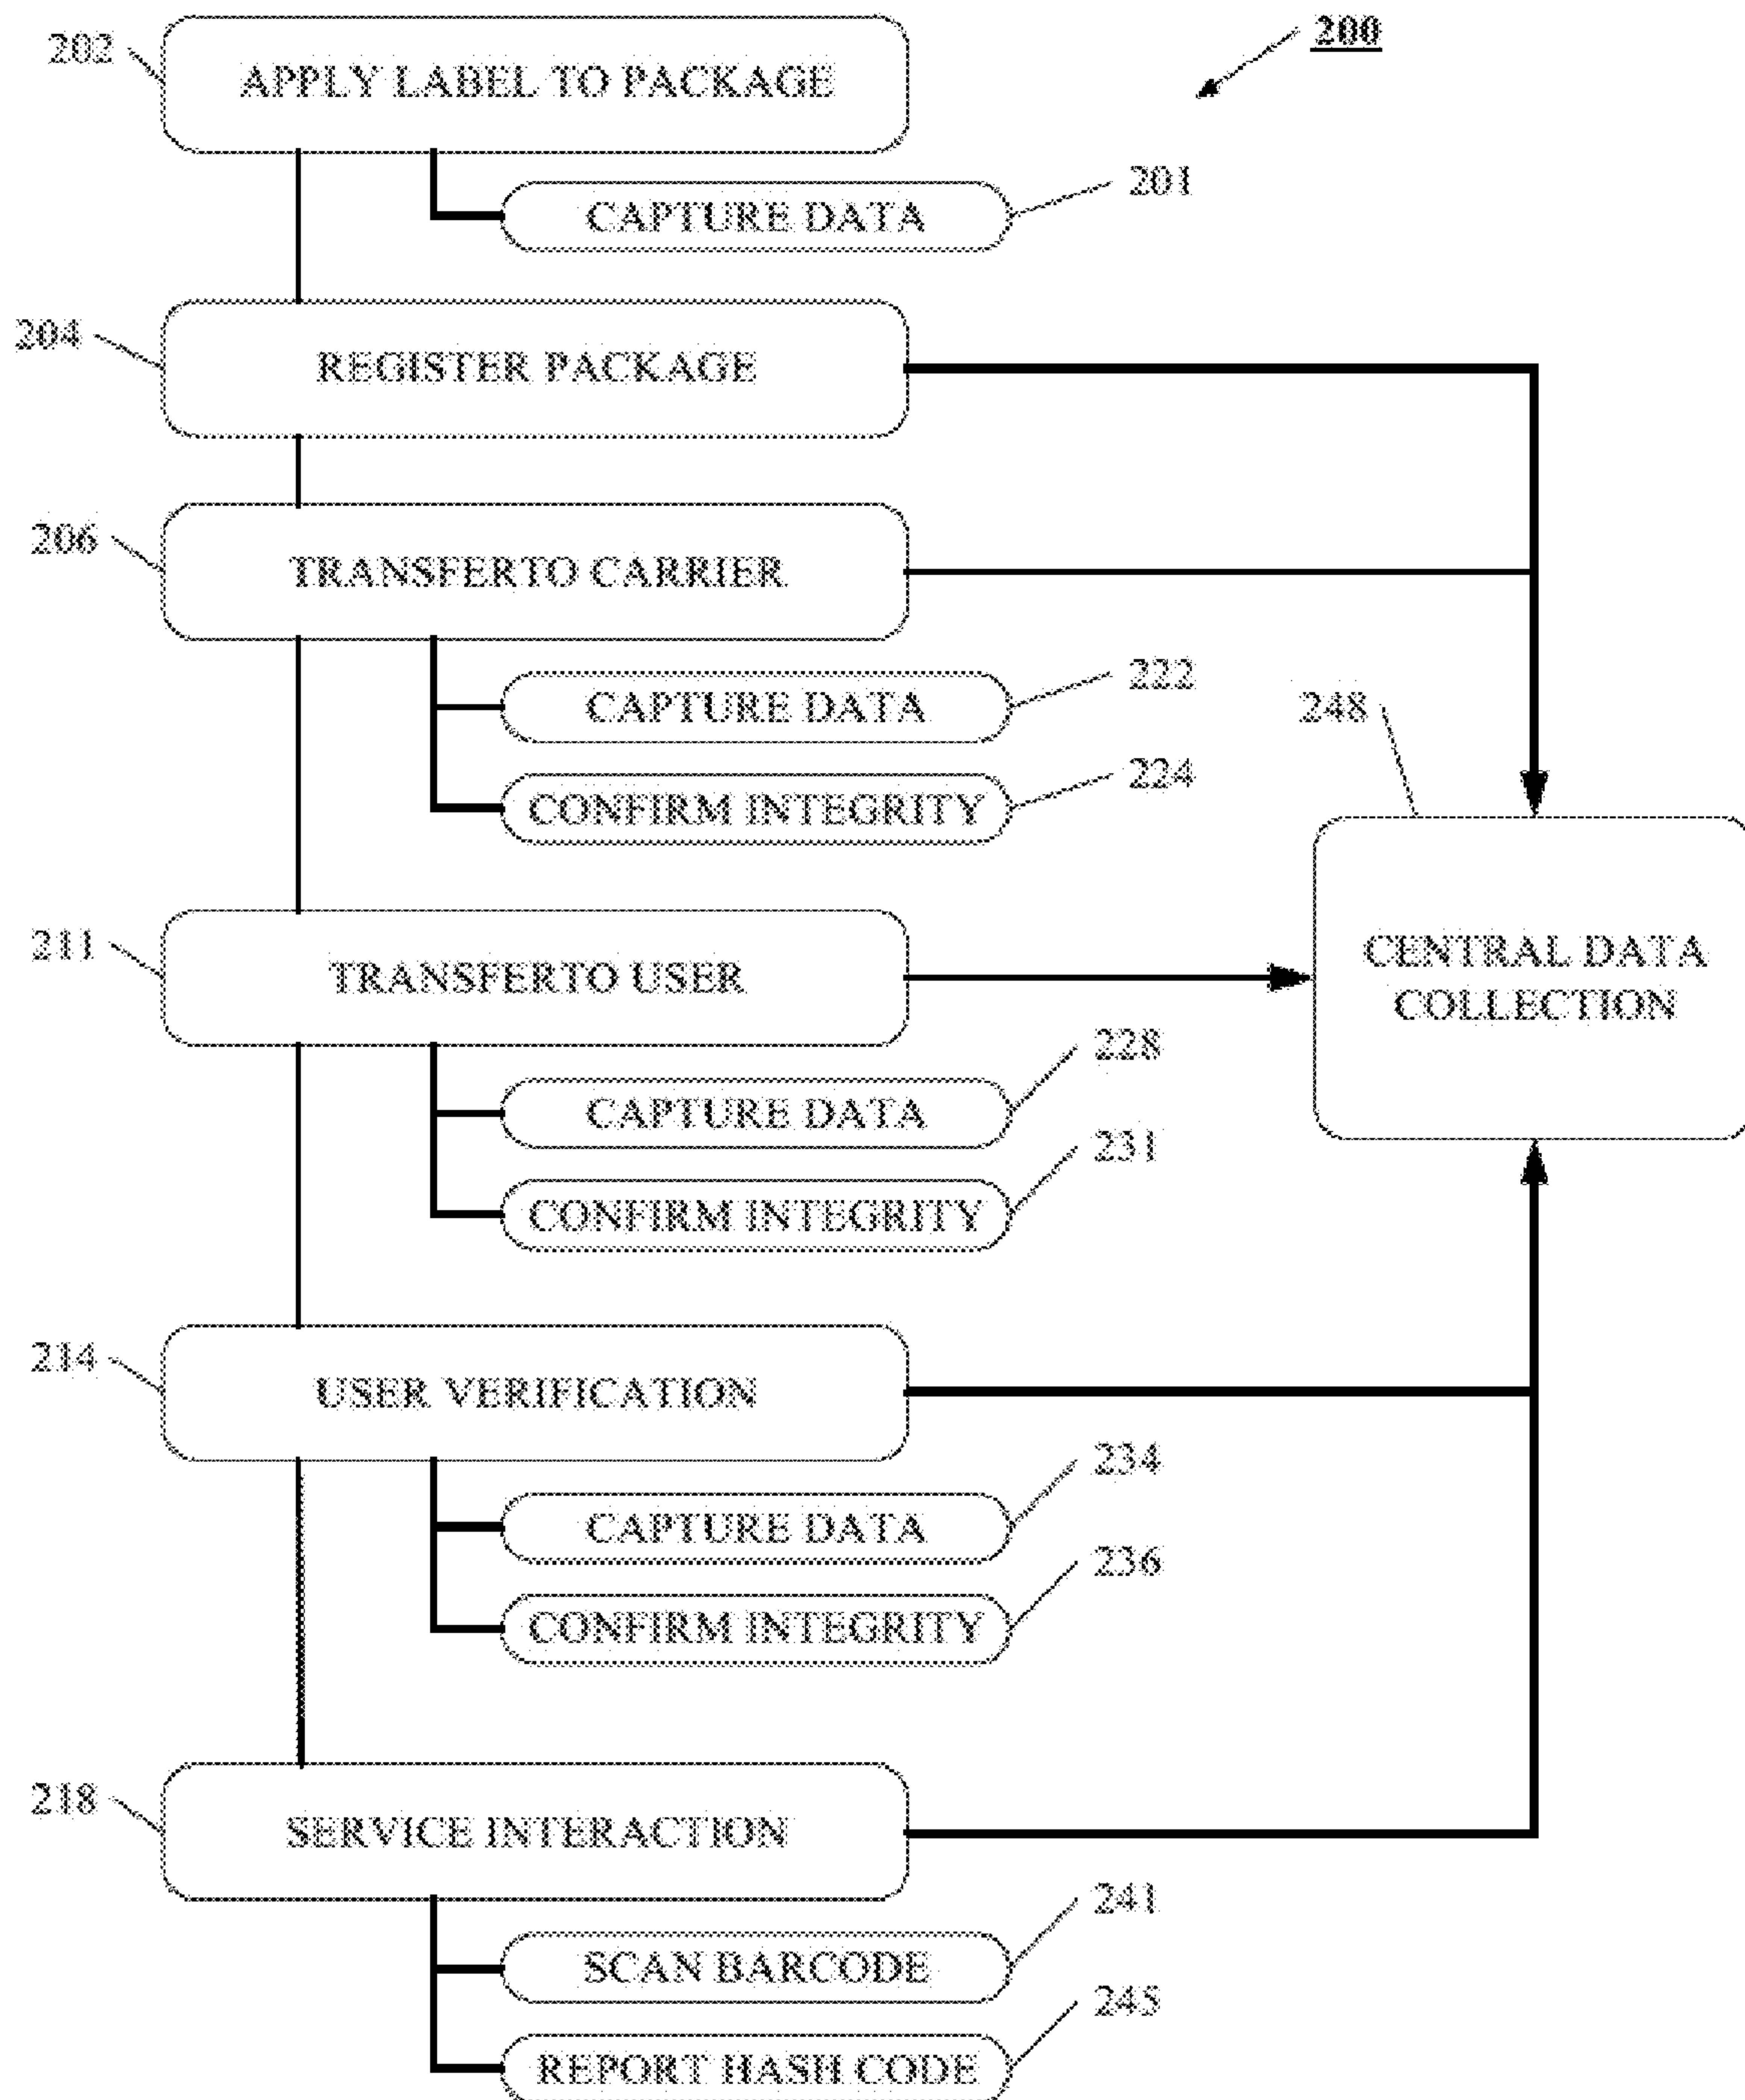 200
202
APPLY LABEL TO PACKAGE
201
CAPTURE DATA
204
REGISTER PACKAGE
206
TRANSFERTO CARRIER
222
CAPTURE DATA
248
224
CONFIRM INTEGRITY
211
TRANSFERTO USER
CENTRAL DATA
COLLECTION
228
CAPTURE DATA
231
CONFIRM INTEGRITY
214
USER VERIFICATION
234
CAPTURE DATA
236
CONFIRM INTEGRITY
218
SERVICE INTERACTION
241
SCAN BARCODE
245
REPORT HASH CODE